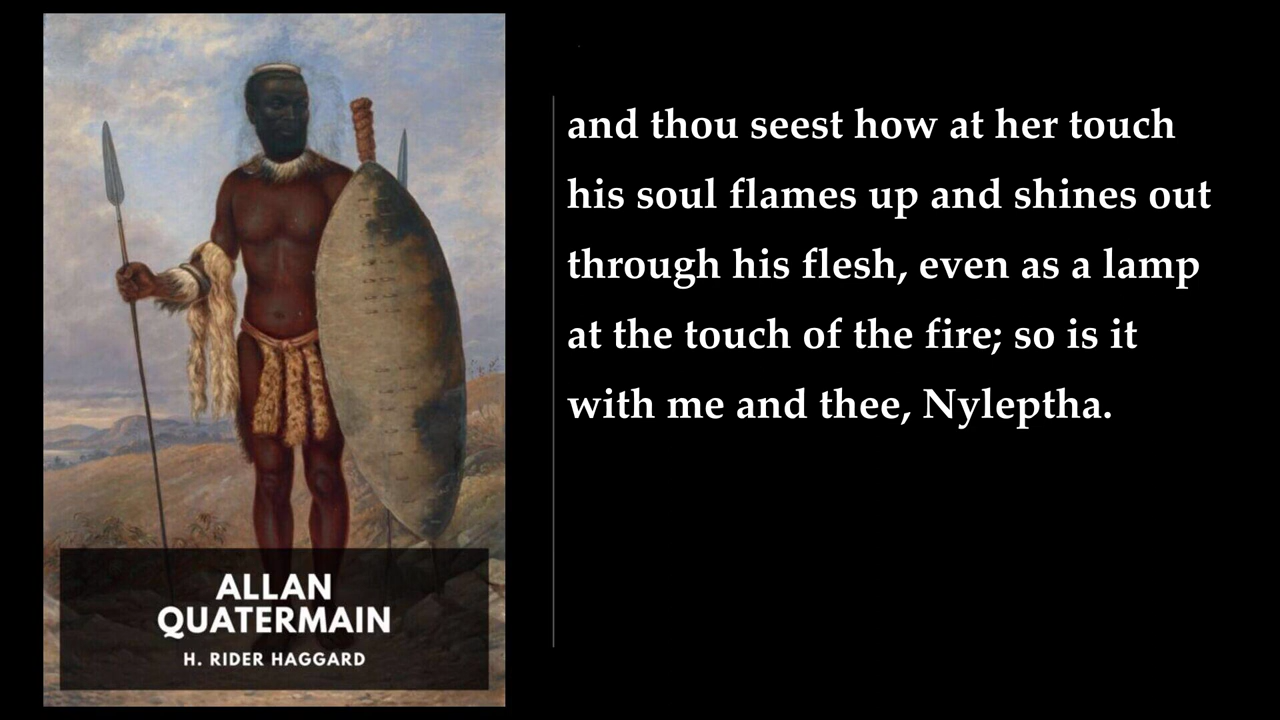 and thou seest how at her touch
his soul flames up and shines out
through his flesh, even as a lamp
at the touch of the fire; so is it
with me and thee, Nyleptha.
ALLAN
QUATERMAIN
H. RIDER HAGGARD